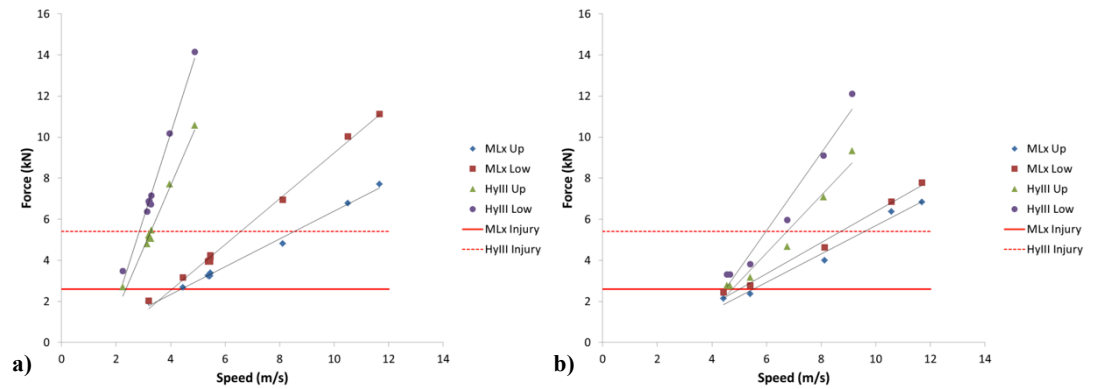 16
14
12
10
8
6
4
2
0
Force (kN)
0 2 4 6 8 10 12 14
Speed (m/s)
MLx Up
MLx Low
HyIII Up
HyIII Low
MLx Injury
HyIII Injury
a)
16
14
12
10
8
6
4
2
0
Force (kN)
0 2 4 6 8 10 12 14
Speed (m/s)
MLx Up
MLx Low
HyIII Up
HyIII Low
MLx Injury
HyIII Injury
b)